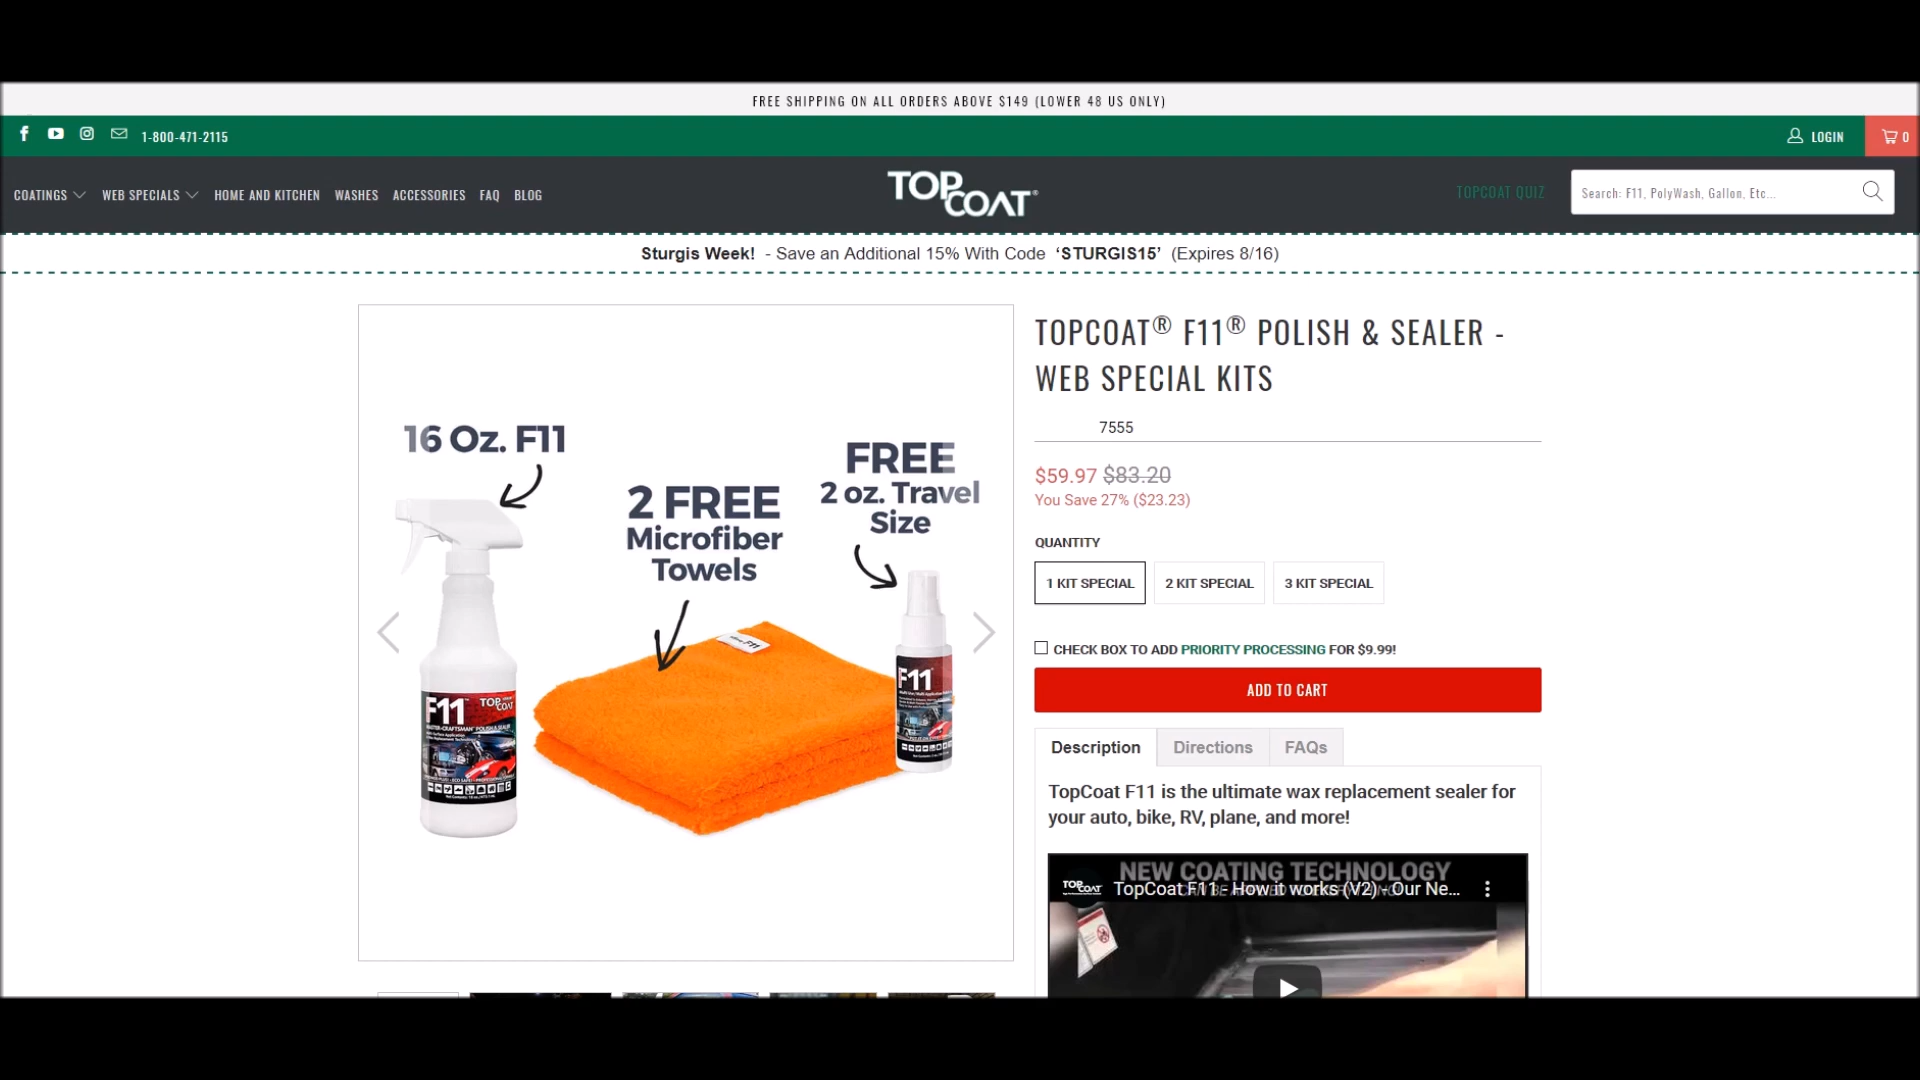 FREE SHIPPING ON ALL ORDERS ABOVE $149 (LOWER 48 US ONLY)
1-800-471-2115
LOGIN
0
COATINGS
WEB SPECIALS
HOME AND KITCHEN
WASHES
ACCESSORIES
FAQ
BLOG
TOPCOAT®
TOPCOAT QUIZ
Search: F11, PolyWash, Gallon, Etc...
Sturgis Week! - Save an Additional 15% With Code ‘STURGIS15’ (Expires 8/16)
16 Oz. F11
2 FREE
Microfiber
Towels
FREE
2 oz. Travel
Size
F11
TOPCOAT
F11
TOPCOAT® F11® POLISH & SEALER -
WEB SPECIAL KITS
7555
$59.97 $83.20
You Save 27% ($23.23)
QUANTITY
1 KIT SPECIAL
2 KIT SPECIAL
3 KIT SPECIAL
CHECK BOX TO ADD PRIORITY PROCESSING FOR $9.99!
ADD TO CART
Description
Directions
FAQs
TopCoat F11 is the ultimate wax replacement sealer for
your auto, bike, RV, plane, and more!
NEW COATING TECHNOLOGY
TOPCOAT
TopCoat F11 - How it works (V2) - Our Ne...